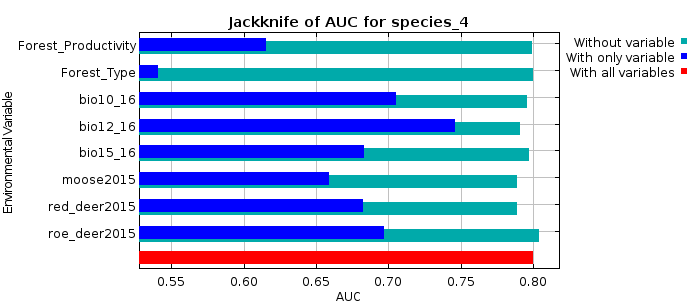 Jackknife of AUC for species_4
Environmental Variable
Forest_Productivity
Forest_Type
bio10_16
bio12_16
bio15_16
moose2015
red_deer2015
roe_deer2015
0.55 0.60 0.65 0.70 0.75 0.80
AUC
Without variable
With only variable
With all variables